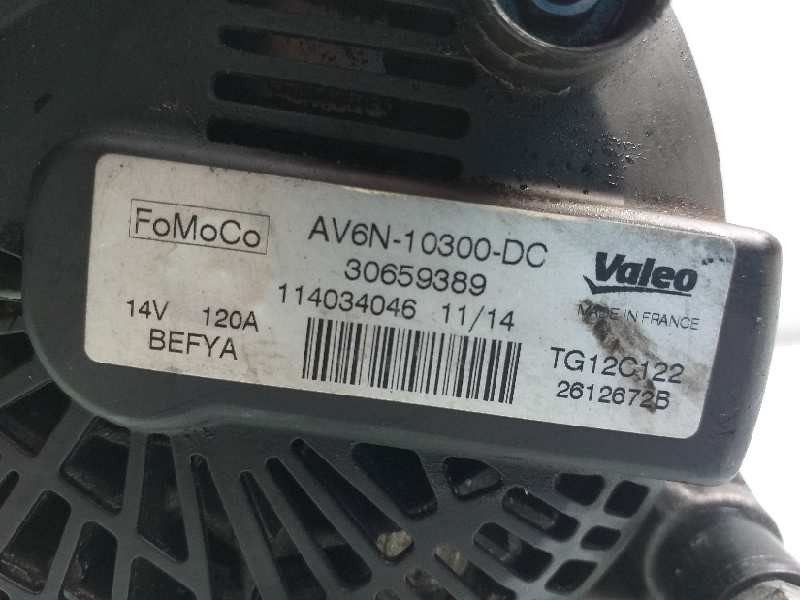 FoMoCo
AV6N-10300-DC
30659389
114034046 11/14
14V 120A
BEFYA
Valeo
MADE IN FRANCE
TG12C122
2612672B